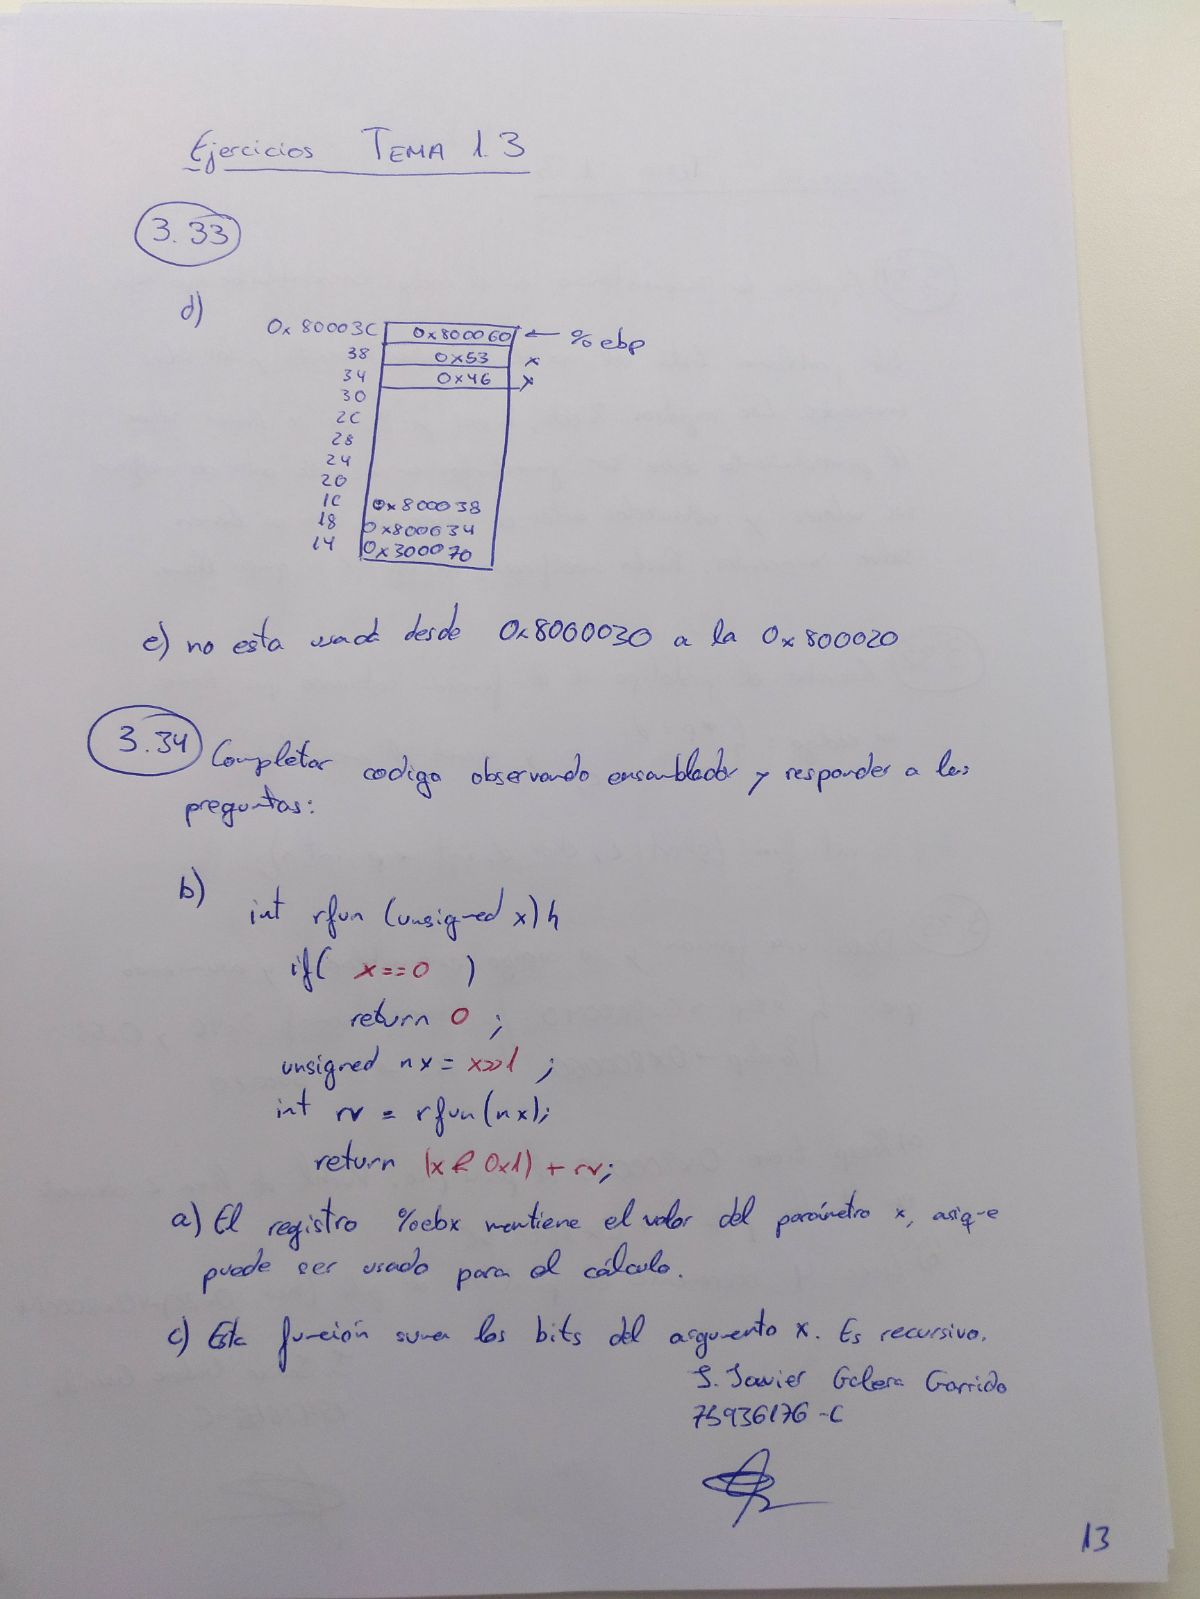 Ejercicios TEMA 1.3
3.33
d)
0x80003C 0x800060 ← %ebp
38 0x53 x
34 0x46 y
30
2C
28
24
20
1C 0x800038
18 0x800034
14 0x300070
e) no esta usada desde 0x8000030 a la 0x800020
3.34 Completar codigo observando ensamblador y responder a las
preguntas:
b)
int rfun (unsigned x){
if( x==0 )
return 0 ;
unsigned nx = x>>1 ;
int rv = rfun(nx);
return (x & 0x1) + rv;
a) El registro %ebx mantiene el valor del parámetro x, asique
puede ser usado para el cálculo.
c) Esta función suma los bits del argumento x. Es recursivo.
S. Javier Galera Garrido
75936176-C
13